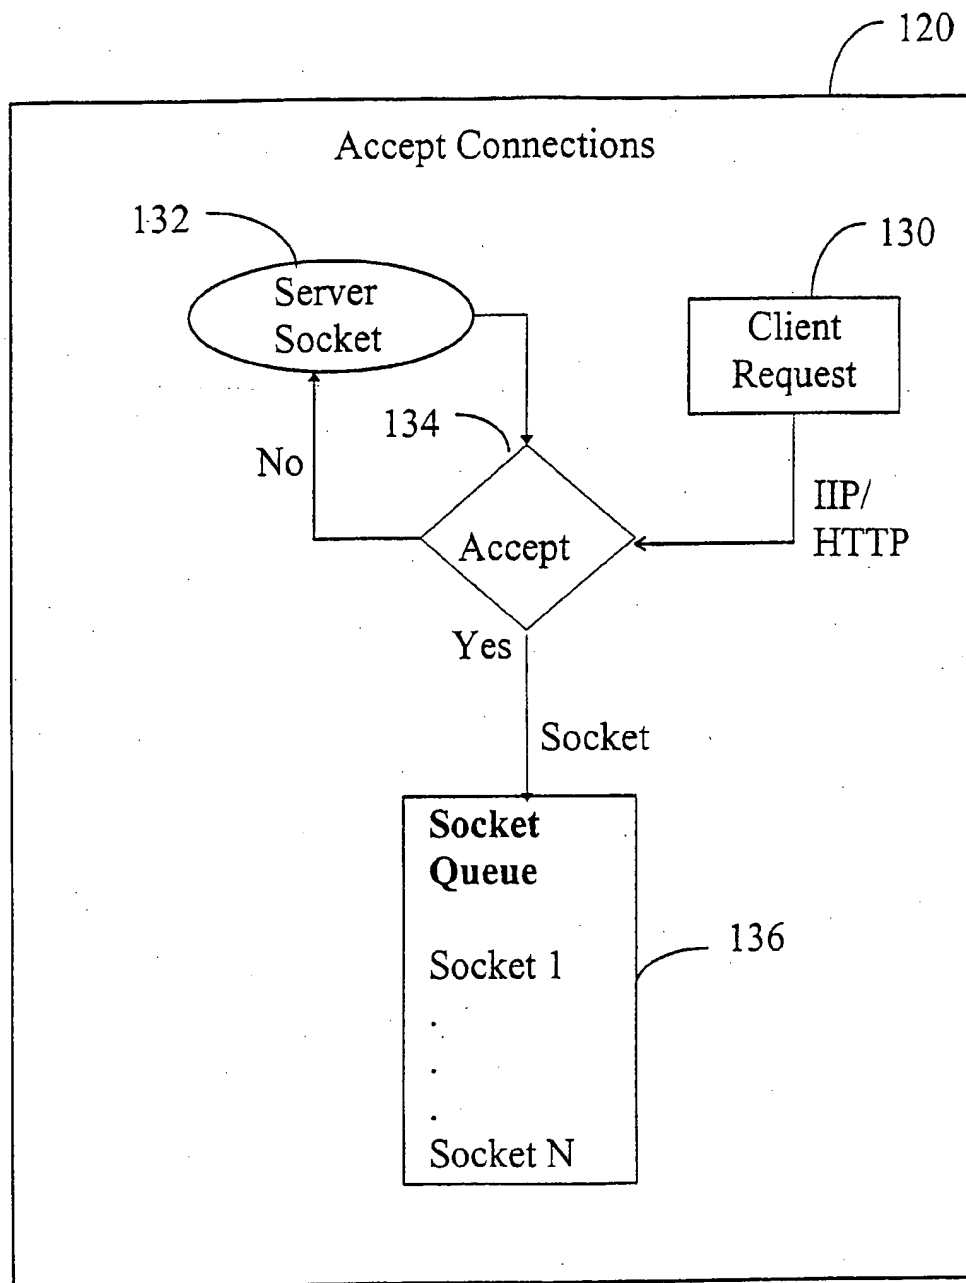 120
Accept Connections
132
130
Server
Socket
Client
Request
134
No
IIP/
HTTP
Accept
Yes
Socket
Socket
Queue
136
Socket 1
.
.
.
Socket N